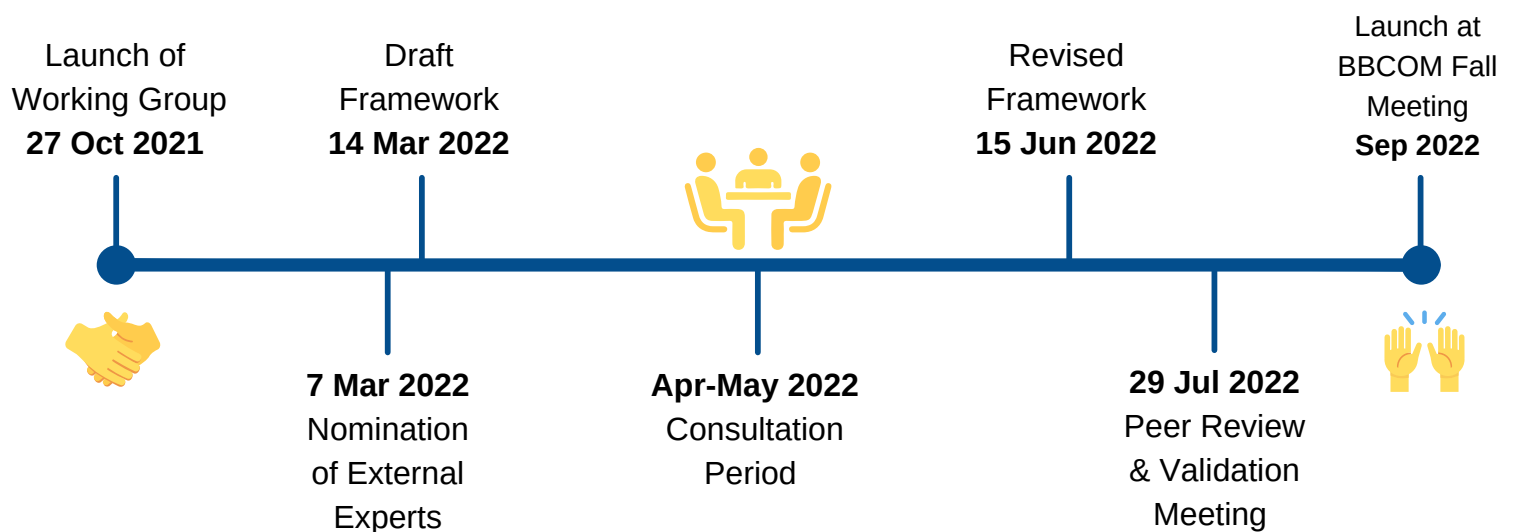 Launch of
Working Group
27 Oct 2021
Draft
Framework
14 Mar 2022
Revised
Framework
15 Jun 2022
Launch at
BBCOM Fall
Meeting
Sep 2022
7 Mar 2022
Nomination
of External
Experts
Apr-May 2022
Consultation
Period
29 Jul 2022
Peer Review
& Validation
Meeting